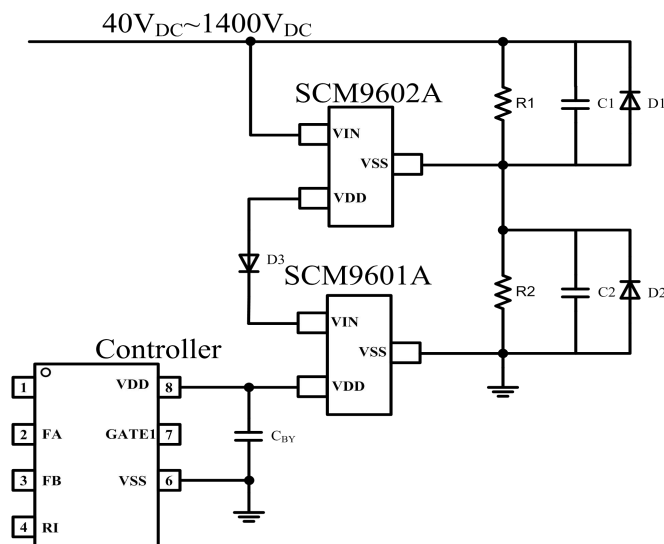 40VDC~1400VDC
SCM9602A
VIN
VSS
VDD
R1
C1
D1
D3
SCM9601A
VIN
VSS
VDD
R2
C2
D2
Controller
1
VDD
8
2
FA
GATE1
7
3
FB
VSS
6
4
RI
CBY